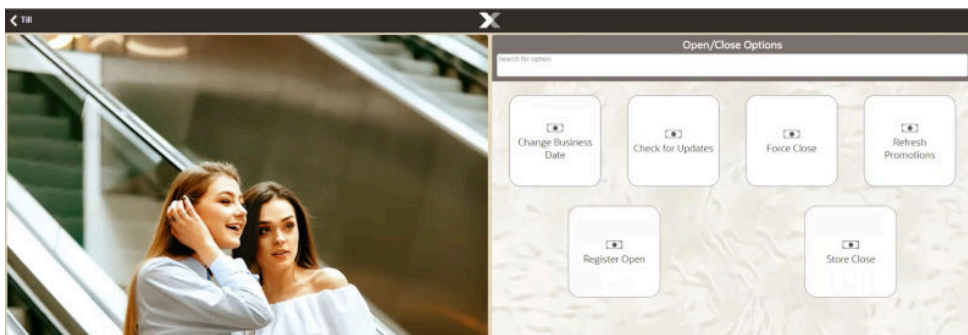 Till
Open/Close Options
Search for option
Change Business
Date
Check for Updates
Force Close
Refresh
Promotions
Register Open
Store Close